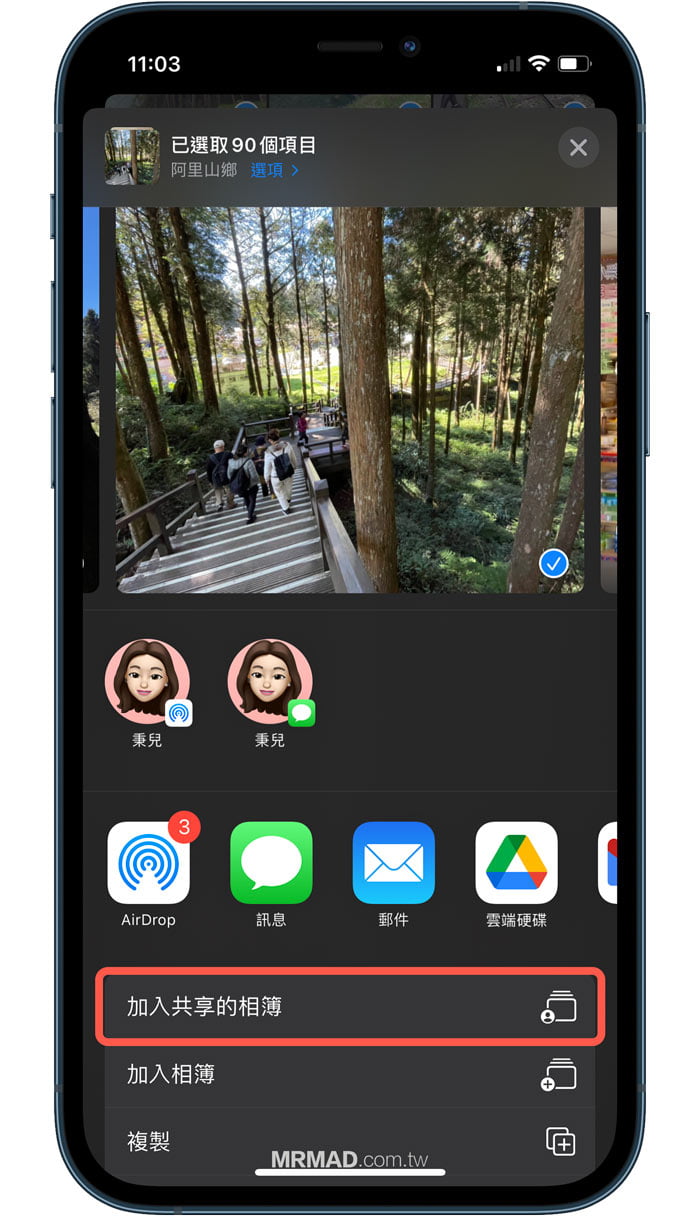 11:03
已選取 90 個項目
阿里山鄉 選項 >
秉兒
秉兒
3
AirDrop
訊息
郵件
雲端硬碟
加入共享的相簿
加入相簿
複製
MRMAD.com.tw